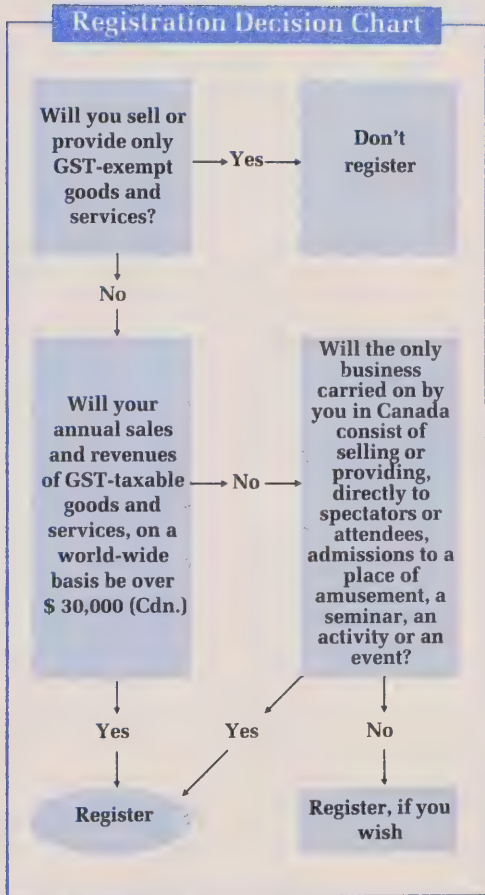 Registration Decision Chart
Will you sell or
provide only
GST-exempt
goods and
services?
Yes
Don't
register
No
Will your
annual sales
and revenues
of GST-taxable
goods and
services, on a
world-wide
basis be over
$ 30,000 (Cdn.)
No
Will the only
business
carried on by
you in Canada
consist of
selling or
providing,
directly to
spectators or
attendees,
admissions to a
place of
amusement, a
seminar, an
activity or an
event?
Yes
Yes
No
Register
Register, if you
wish